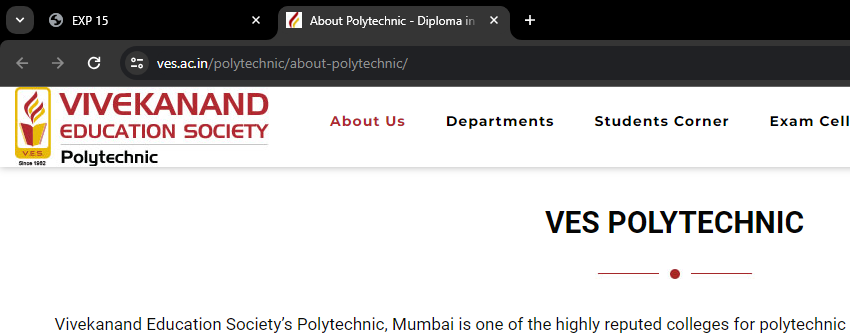 EXP 15
About Polytechnic - Diploma in
ves.ac.in/polytechnic/about-polytechnic/
VIVEKANAND
EDUCATION SOCIETY
Polytechnic
V.E.S.
Since 1962
About Us
Departments
Students Corner
Exam Cell
VES POLYTECHNIC
Vivekanand Education Society’s Polytechnic, Mumbai is one of the highly reputed colleges for polytechnic